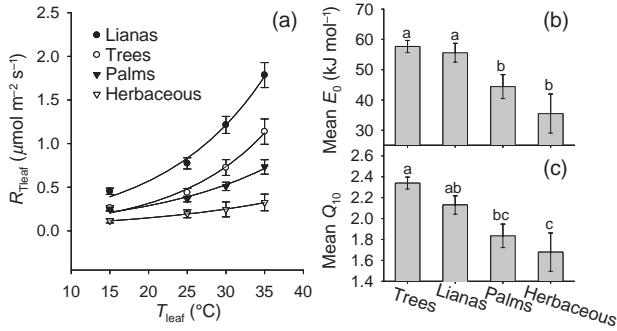 (a)
Lianas
Trees
Palms
Herbaceous
2.5
2.0
1.5
1.0
0.5
0.0
R_Tleaf (μmol m⁻² s⁻¹)
10 15 20 25 30 35 40
T_leaf (°C)
(b)
70
60
50
40
30
Mean E₀ (kJ mol⁻¹)
a a b b
(c)
2.6
2.4
2.2
2.0
1.8
1.6
1.4
Mean Q₁₀
a ab bc c
Trees Lianas Palms Herbaceous